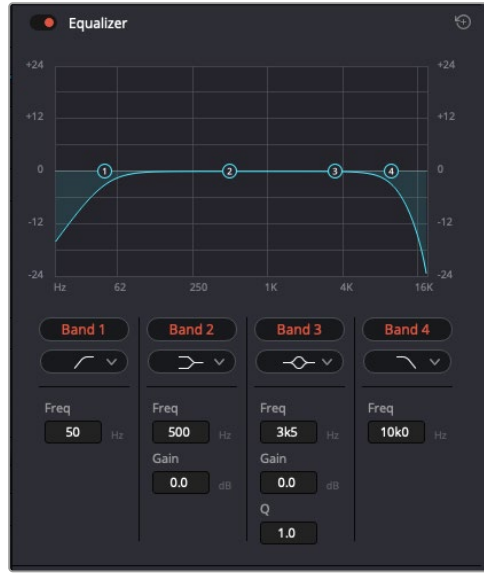 Equalizer
+24 +24
+12 +12
0 1 2 3 4 0
-12 -12
-24 -24
Hz 62 250 1K 4K 16K
Band 1 Band 2 Band 3 Band 4
Freq Freq Freq Freq
50 Hz 500 Hz 3k5 Hz 10k0 Hz
Gain Gain
0.0 dB 0.0 dB
Q
1.0